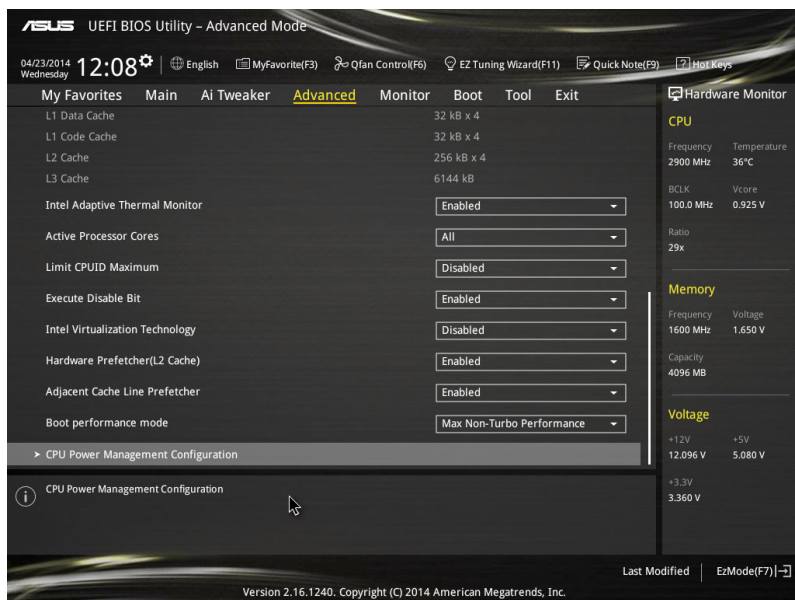 ASUS UEFI BIOS Utility – Advanced Mode
04/23/2014 Wednesday 12:08 English MyFavorite(F3) Qfan Control(F6) EZ Tuning Wizard(F11) Quick Note(F9) ? Hot Keys
My Favorites Main Ai Tweaker Advanced Monitor Boot Tool Exit
L1 Data Cache 32 kB x 4
L1 Code Cache 32 kB x 4
L2 Cache 256 kB x 4
L3 Cache 6144 kB
Intel Adaptive Thermal Monitor Enabled
Active Processor Cores All
Limit CPUID Maximum Disabled
Execute Disable Bit Enabled
Intel Virtualization Technology Disabled
Hardware Prefetcher(L2 Cache) Enabled
Adjacent Cache Line Prefetcher Enabled
Boot performance mode Max Non-Turbo Performance
> CPU Power Management Configuration
i CPU Power Management Configuration
Hardware Monitor
CPU
Frequency Temperature
2900 MHz 36°C
BCLK Vcore
100.0 MHz 0.925 V
Ratio
29x
Memory
Frequency Voltage
1600 MHz 1.650 V
Capacity
4096 MB
Voltage
+12V +5V
12.096 V 5.080 V
+3.3V
3.360 V
Last Modified EzMode(F7)
Version 2.16.1240. Copyright (C) 2014 American Megatrends, Inc.